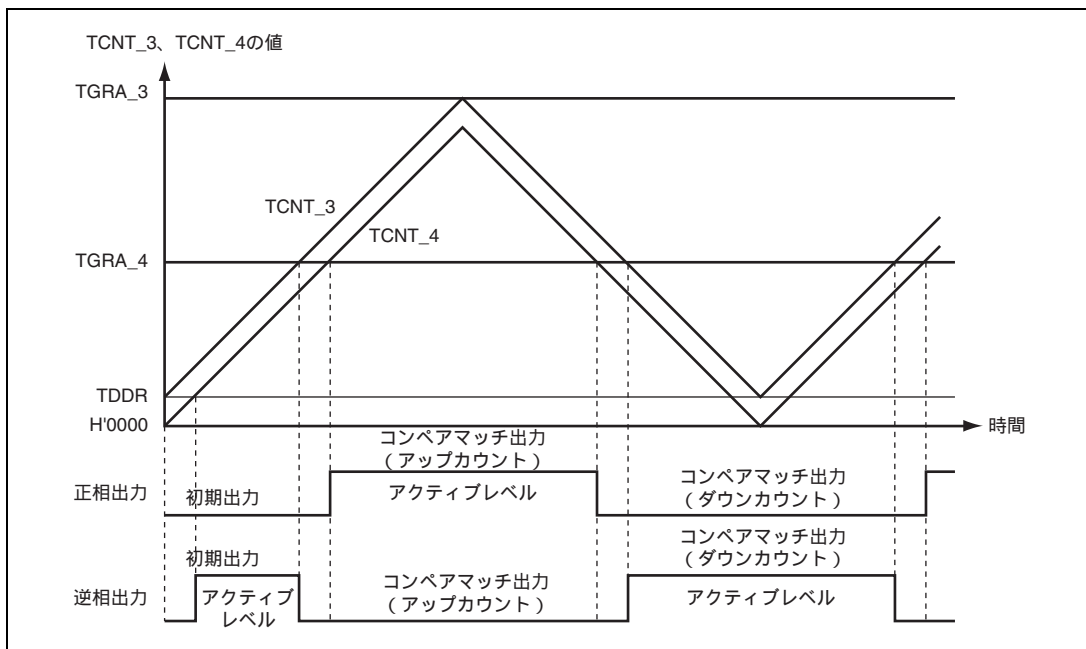 TCNT_3、TCNT_4の値
TGRA_3
TCNT_3
TCNT_4
TGRA_4
TDDR
H'0000
時間
コンペアマッチ出力
（アップカウント）
正相出力
初期出力
アクティブレベル
コンペアマッチ出力
（ダウンカウント）
初期出力
コンペアマッチ出力
（ダウンカウント）
逆相出力
アクティブ
レベル
コンペアマッチ出力
（アップカウント）
アクティブレベル